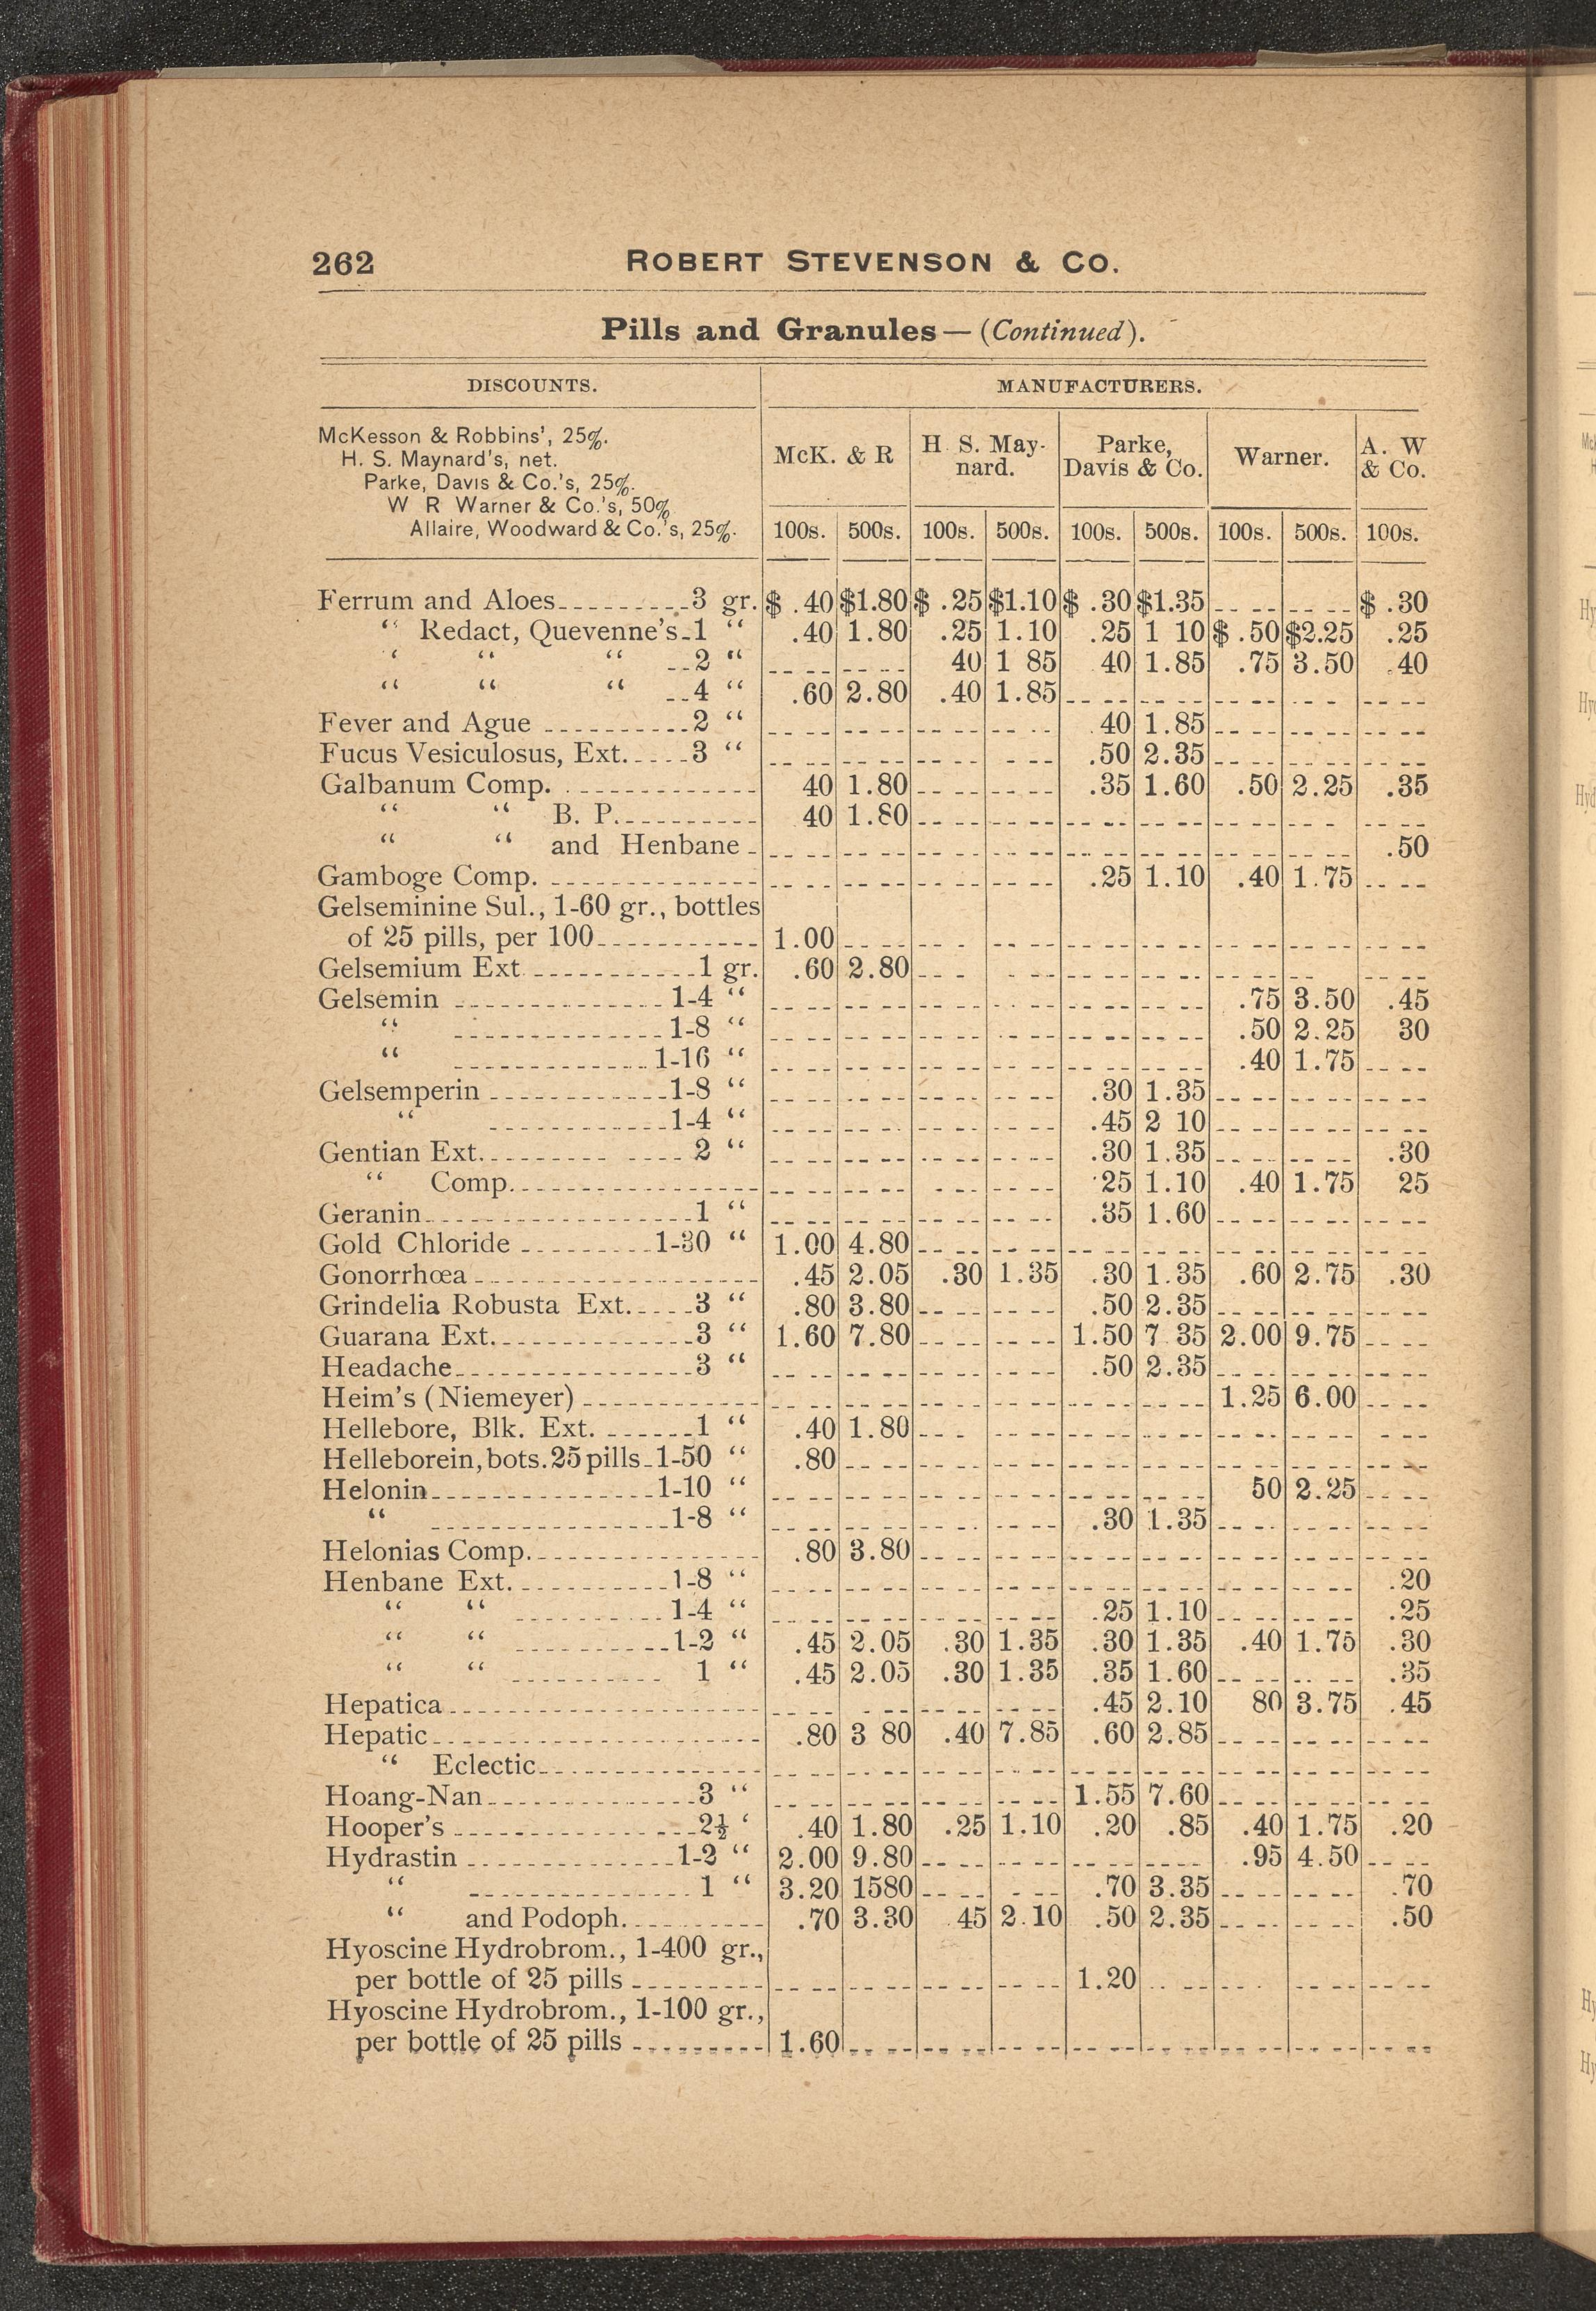 262 ROBERT STEVENSON & CO.
Pills and Granules—(Continued).
DISCOUNTS. MANUFACTURERS.
McKesson & Robbins', 25%.
H. S. Maynard's, net.
Parke, Davis & Co.'s, 25%.
W R Warner & Co.'s, 50%
Allaire, Woodward & Co.'s, 25%.
McK. & R H S. May- nard. Parke, Davis & Co. Warner. A. W & Co.
100s. 500s. 100s. 500s. 100s. 500s. 100s. 500s. 100s.
Ferrum and Aloes 3 gr. $ .40 $1.80 $ .25 $1.10 $ .30 $1.35 $ .30
“ Redact, Quevenne's 1 “ .40 1.80 .25 1.10 .25 1 10 $ .50 $2.25 .25
‘ “ “ 2 “ 40 1 85 40 1.85 .75 3.50 .40
“ “ “ 4 “ .60 2.80 .40 1.85
Fever and Ague 2 “ 40 1.85
Fucus Vesiculosus, Ext. 3 “ .50 2.35
Galbanum Comp. 40 1.80 .35 1.60 .50 2.25 .35
“ “ B. P. 40 1.80
“ “ and Henbane .50
Gamboge Comp. .25 1.10 .40 1.75
Gelseminine Sul., 1-60 gr., bottles
of 25 pills, per 100 1.00
Gelsemium Ext 1 gr. .60 2.80
Gelsemin 1-4 “ .75 3.50 .45
“ 1-8 “ .50 2.25 30
“ 1-16 “ .40 1.75
Gelsemperin 1-8 “ .30 1.35
“ 1-4 “ .45 2 10
Gentian Ext. 2 “ .30 1.35 .30
“ Comp. 25 1.10 .40 1.75 25
Geranin 1 “ .35 1.60
Gold Chloride 1-30 “ 1.00 4.80
Gonorrhœa .45 2.05 .30 1.35 .30 1.35 .60 2.75 .30
Grindelia Robusta Ext. 3 “ .80 3.80 .50 2.35
Guarana Ext. 3 “ 1.60 7.80 1.50 7 35 2.00 9.75
Headache 3 “ .50 2.35
Heim's (Niemeyer) 1.25 6.00
Hellebore, Blk. Ext. 1 “ .40 1.80
Helleborein, bots. 25 pills 1-50 “ .80
Helonin 1-10 “ 50 2.25
“ 1-8 “ .30 1.35
Helonias Comp. .80 3.80
Henbane Ext. 1-8 “ .20
“ “ 1-4 “ .25 1.10 .25
“ “ 1-2 “ .45 2.05 .30 1.35 .30 1.35 .40 1.75 .30
“ “ 1 “ .45 2.05 .30 1.35 .35 1.60 .35
Hepatica .45 2.10 80 3.75 .45
Hepatic .80 3 80 .40 7.85 .60 2.85
“ Eclectic
Hoang-Nan 3 “ 1.55 7.60
Hooper's 2½ ‘ .40 1.80 .25 1.10 .20 .85 .40 1.75 .20
Hydrastin 1-2 “ 2.00 9.80 .95 4.50
“ 1 “ 3.20 1580 .70 3.35 .70
“ and Podoph. .70 3.30 45 2.10 .50 2.35 .50
Hyoscine Hydrobrom., 1-400 gr.,
per bottle of 25 pills 1.20
Hyoscine Hydrobrom., 1-100 gr.,
per bottle of 25 pills 1.60